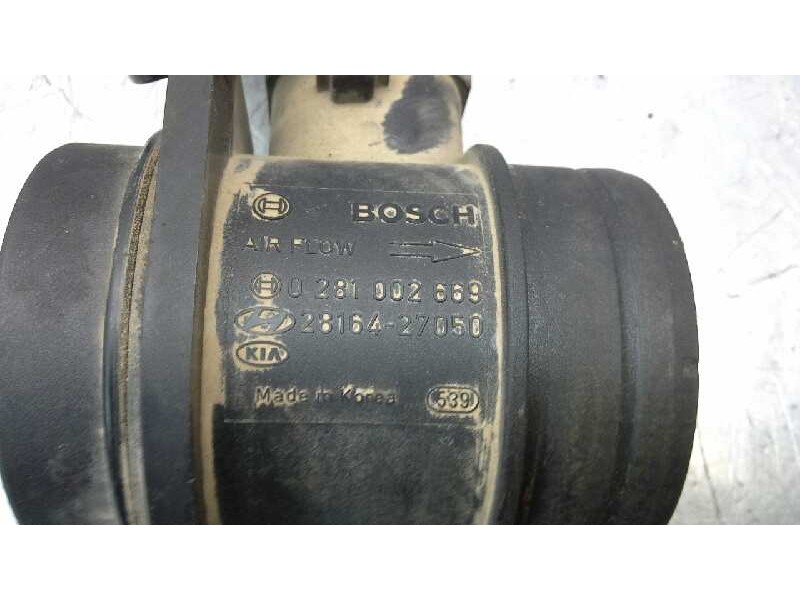 BOSCH
AIR FLOW
0 281 002 669
28164-27050
KIA
Made in Korea 539